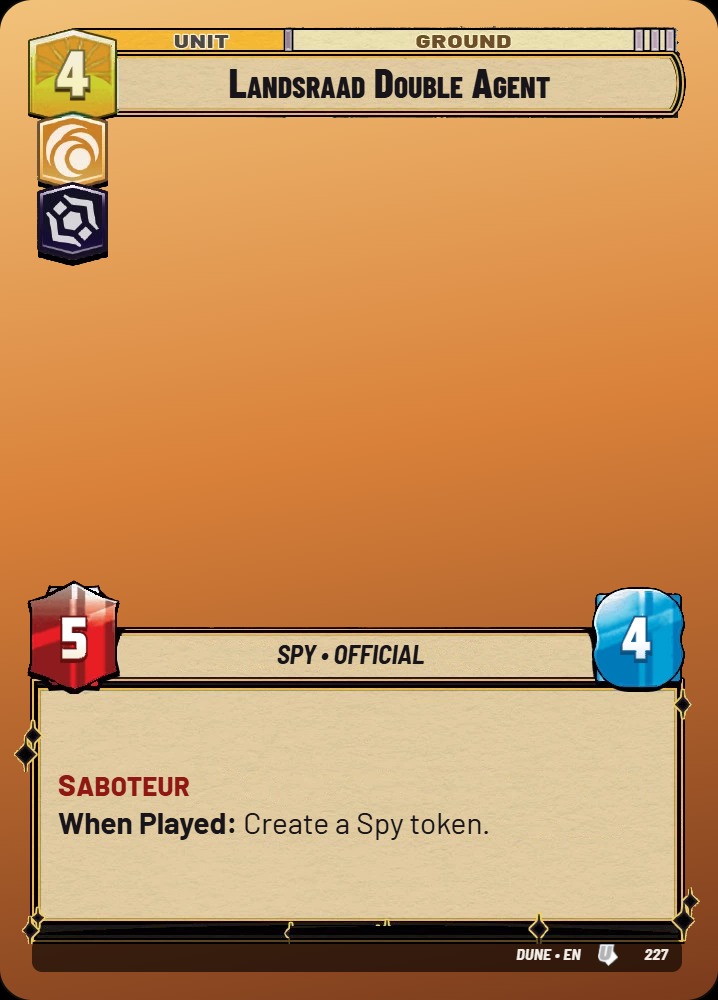 UNIT GROUND
4 LANDSRAAD DOUBLE AGENT
5 SPY • OFFICIAL 4
SABOTEUR
When Played: Create a Spy token.
DUNE • EN U 227